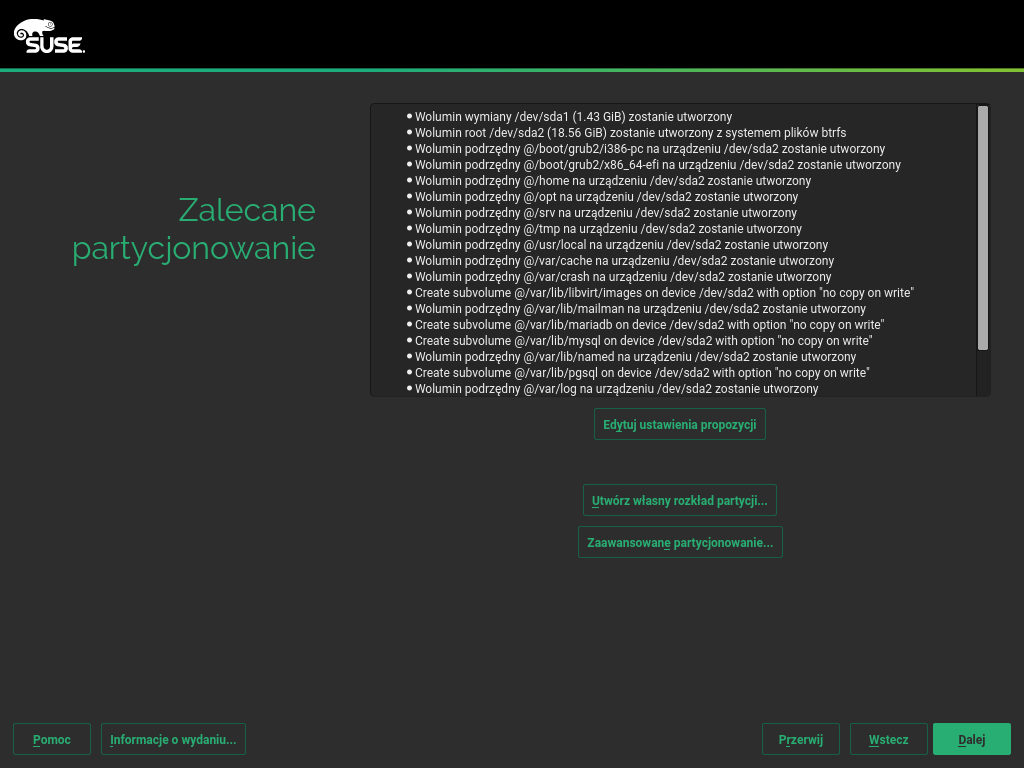 SUSE.
Zalecane
partycjonowanie
Wolumin wymiany /dev/sda1 (1.43 GiB) zostanie utworzony
Wolumin root /dev/sda2 (18.56 GiB) zostanie utworzony z systemem plików btrfs
Wolumin podrzędny @/boot/grub2/i386-pc na urządzeniu /dev/sda2 zostanie utworzony
Wolumin podrzędny @/boot/grub2/x86_64-efi na urządzeniu /dev/sda2 zostanie utworzony
Wolumin podrzędny @/home na urządzeniu /dev/sda2 zostanie utworzony
Wolumin podrzędny @/opt na urządzeniu /dev/sda2 zostanie utworzony
Wolumin podrzędny @/srv na urządzeniu /dev/sda2 zostanie utworzony
Wolumin podrzędny @/tmp na urządzeniu /dev/sda2 zostanie utworzony
Wolumin podrzędny @/usr/local na urządzeniu /dev/sda2 zostanie utworzony
Wolumin podrzędny @/var/cache na urządzeniu /dev/sda2 zostanie utworzony
Wolumin podrzędny @/var/crash na urządzeniu /dev/sda2 zostanie utworzony
Create subvolume @/var/lib/libvirt/images on device /dev/sda2 with option "no copy on write"
Wolumin podrzędny @/var/lib/mailman na urządzeniu /dev/sda2 zostanie utworzony
Create subvolume @/var/lib/mariadb on device /dev/sda2 with option "no copy on write"
Create subvolume @/var/lib/mysql on device /dev/sda2 with option "no copy on write"
Wolumin podrzędny @/var/lib/named na urządzeniu /dev/sda2 zostanie utworzony
Create subvolume @/var/lib/pgsql on device /dev/sda2 with option "no copy on write"
Wolumin podrzędny @/var/log na urządzeniu /dev/sda2 zostanie utworzony
Edytuj ustawienia propozycji
Utwórz własny rozkład partycji...
Zaawansowane partycjonowanie...
Pomoc
Informacje o wydaniu...
Przerwij
Wstecz
Dalej